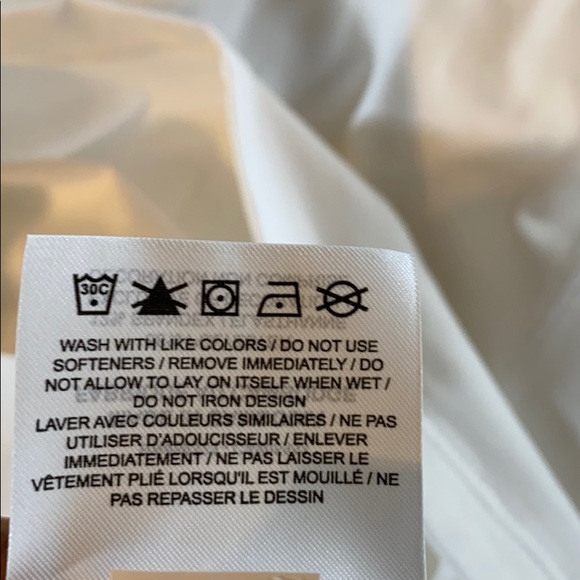 30C
WASH WITH LIKE COLORS / DO NOT USE
SOFTENERS / REMOVE IMMEDIATELY / DO
NOT ALLOW TO LAY ON ITSELF WHEN WET /
DO NOT IRON DESIGN
LAVER AVEC COULEURS SIMILAIRES / NE PAS
UTILISER D'ADOUCISSEUR / ENLEVER
IMMEDIATEMENT / NE PAS LAISSER LE
VÊTEMENT PLIÉ LORSQU'IL EST MOUILLÉ / NE
PAS REPASSER LE DESSIN